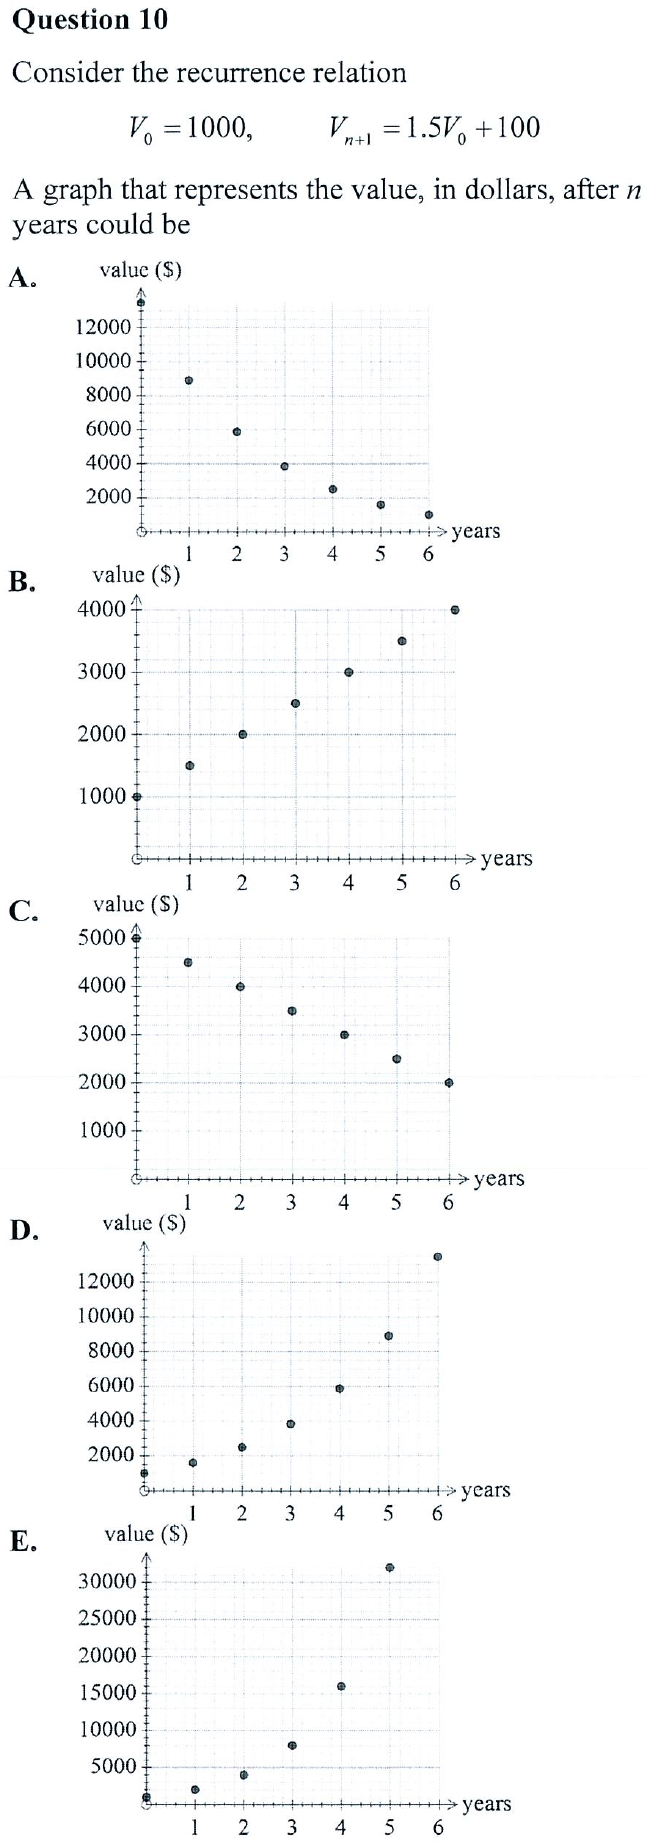 Question 10
Consider the recurrence relation
V₀ = 1000, Vₙ₊₁ = 1.5V₀ + 100
A graph that represents the value, in dollars, after n
years could be
A.
value ($)
12000
10000
8000
6000
4000
2000
1 2 3 4 5 6
years
B.
value ($)
4000
3000
2000
1000
1 2 3 4 5 6
years
C.
value ($)
5000
4000
3000
2000
1000
1 2 3 4 5 6
years
D.
value ($)
12000
10000
8000
6000
4000
2000
1 2 3 4 5 6
years
E.
value ($)
30000
25000
20000
15000
10000
5000
1 2 3 4 5 6
years